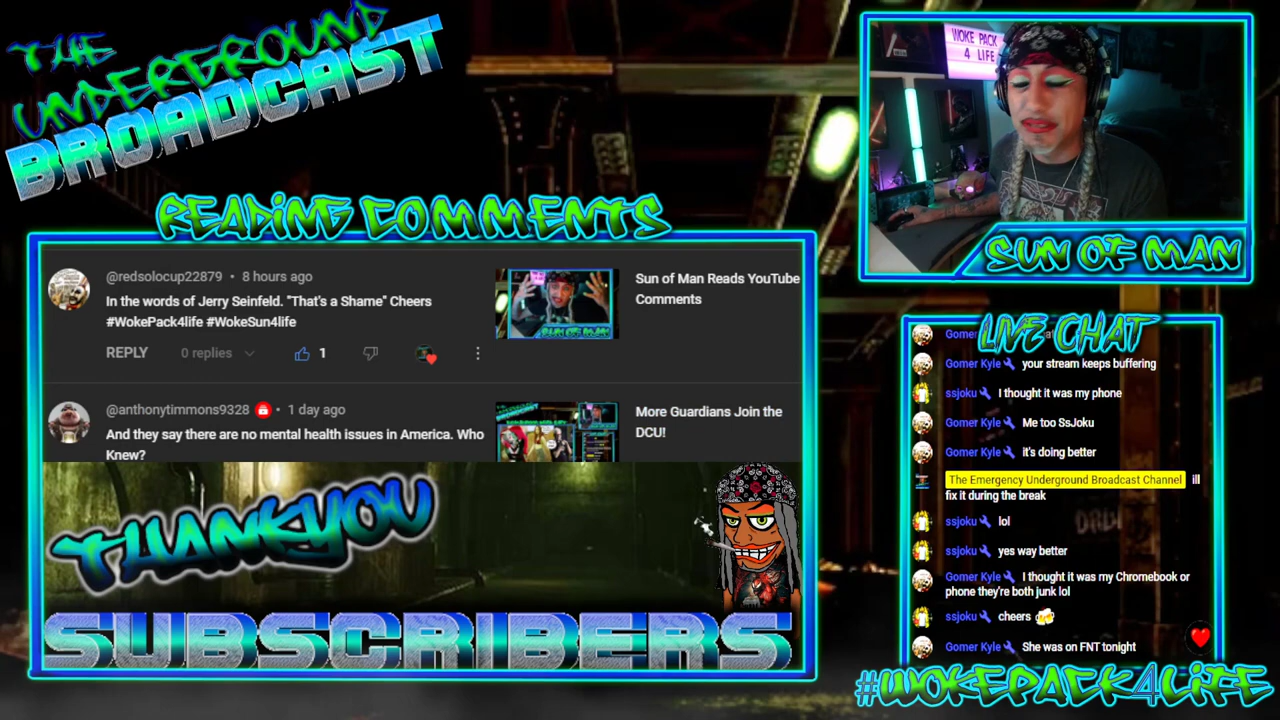 THE
UNDERGROUND
BROADCAST
WOKE PACK
4 LIFE
SUN OF MAN
READING COMMENTS
@redsolocup22879 • 8 hours ago
In the words of Jerry Seinfeld. "That's a Shame" Cheers
#WokePack4life #WokeSun4life
REPLY 0 replies 1
Sun of Man Reads YouTube
Comments
@anthonytimmons9328 • 1 day ago
And they say there are no mental health issues in America. Who
Knew?
More Guardians Join the
DCU!
THANKYOU
SUBSCRIBERS
LIVE CHAT
Gomer Kyle your stream keeps buffering
ssjoku I thought it was my phone
Gomer Kyle Me too SsJoku
Gomer Kyle it's doing better
The Emergency Underground Broadcast Channel ill
fix it during the break
ssjoku lol
ssjoku yes way better
Gomer Kyle I thought it was my Chromebook or
phone they're both junk lol
ssjoku cheers 🍻
Gomer Kyle She was on FNT tonight
#WOKEPACK4LIFE